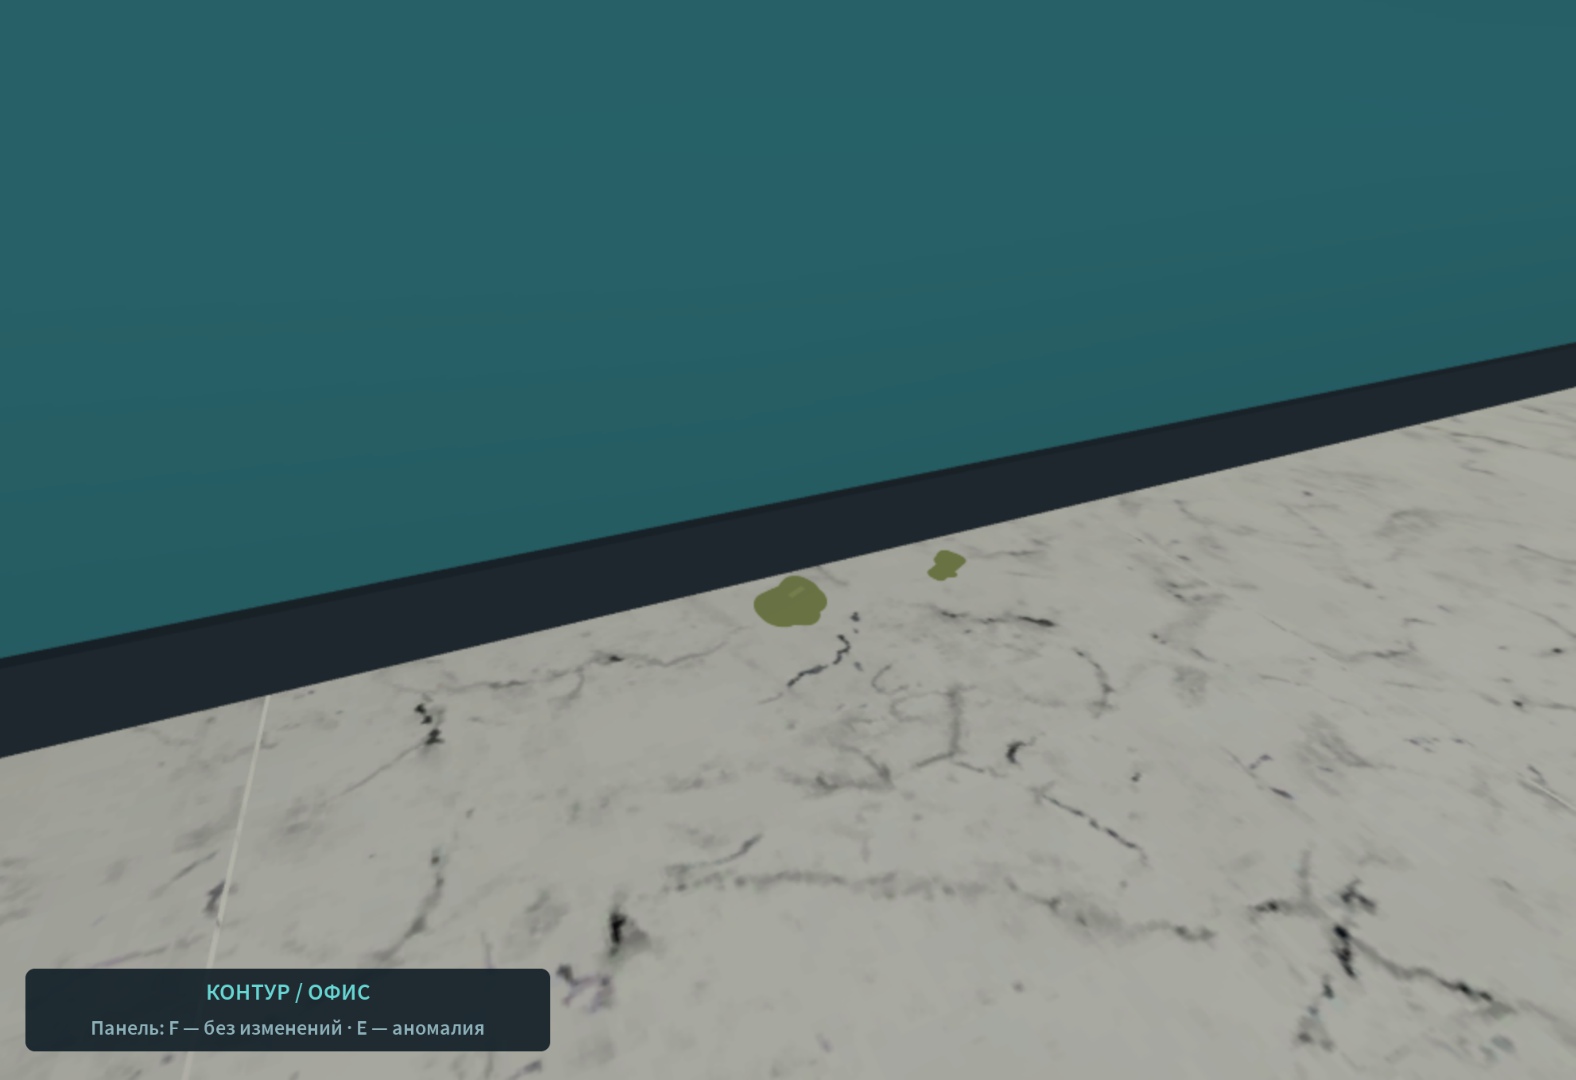 КОНТУР / ОФИС
Панель: F — без изменений · E — аномалия